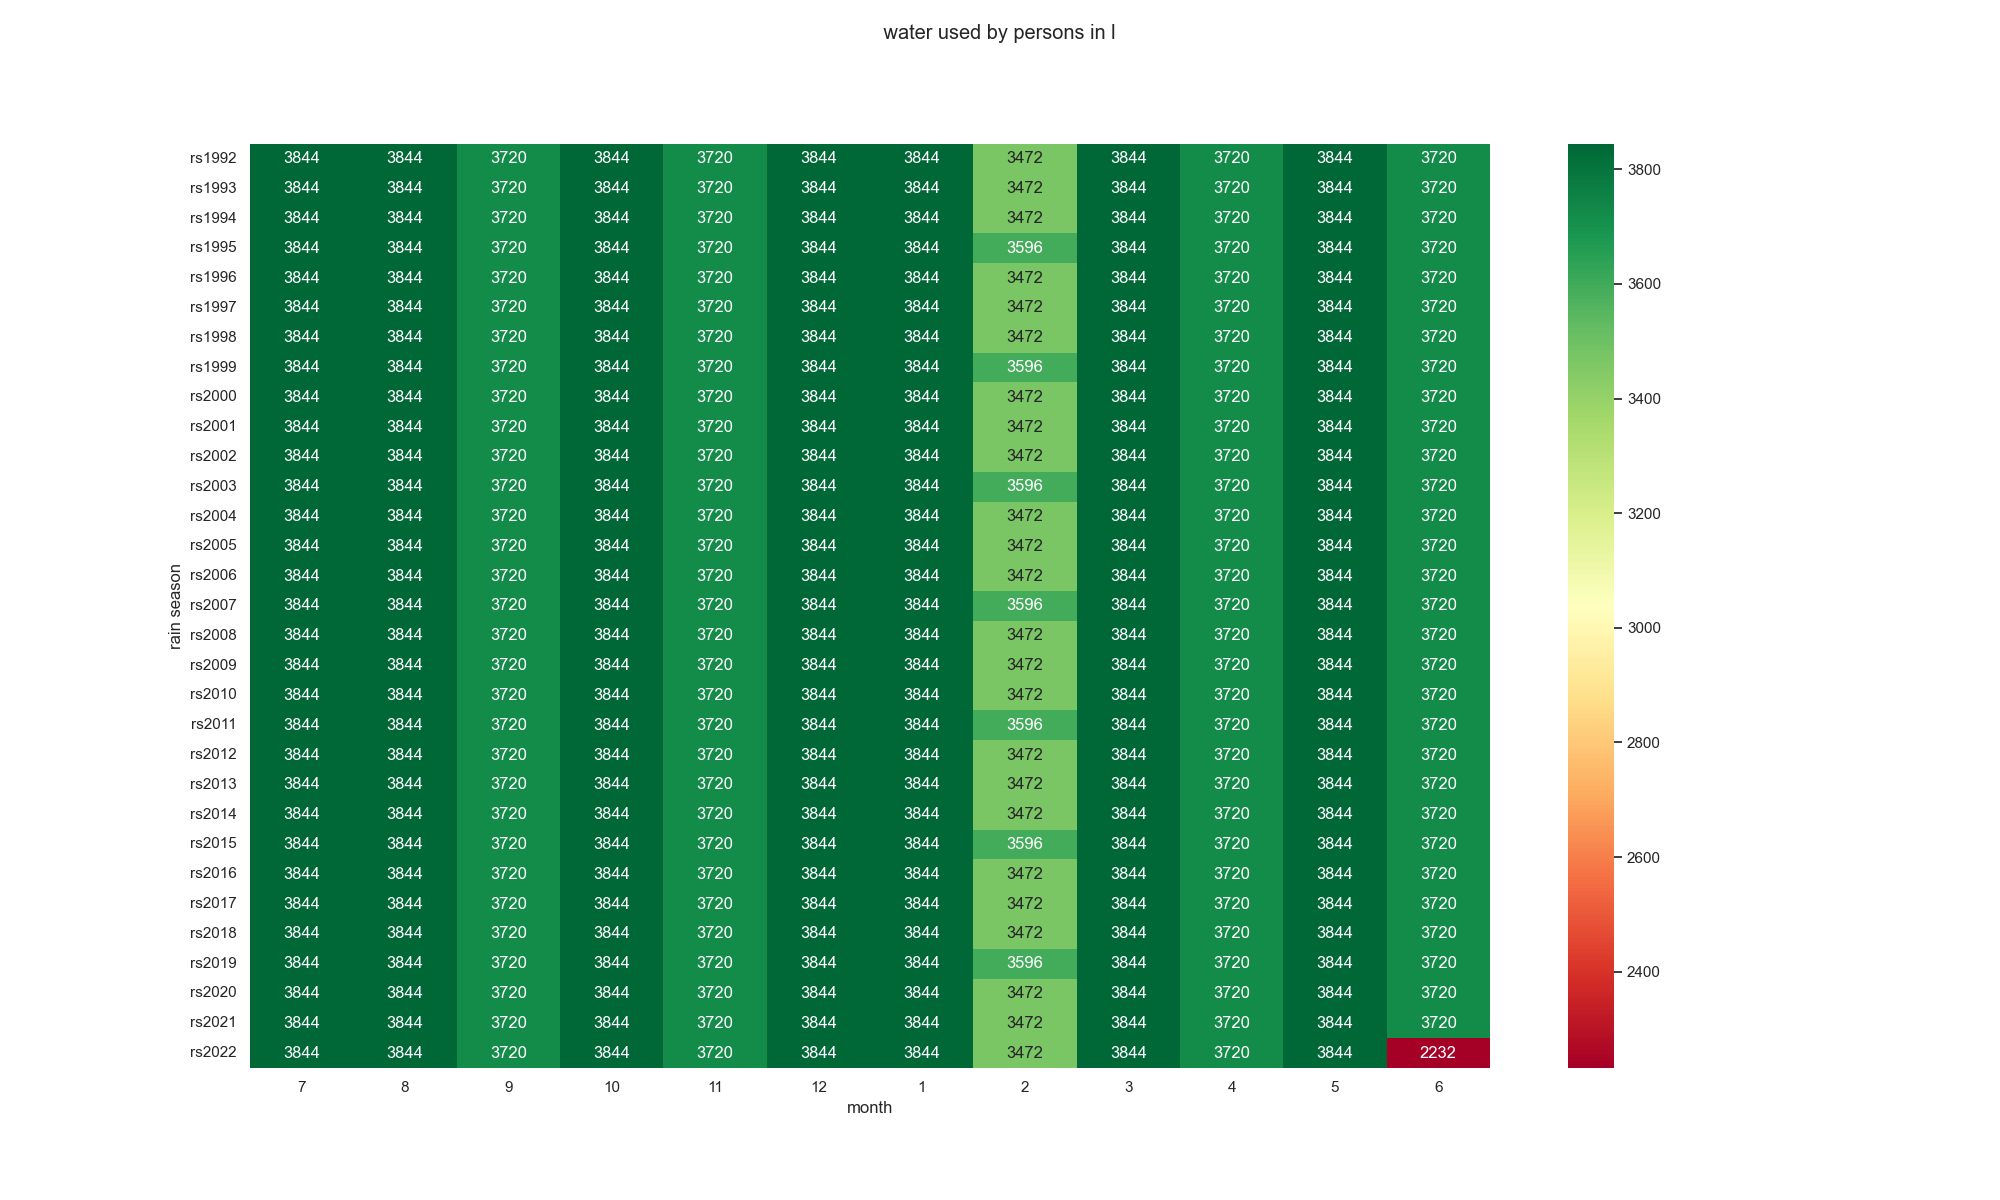 water used by persons in l
rs1992 3844 3844 3720 3844 3720 3844 3844 3472 3844 3720 3844 3720
rs1993 3844 3844 3720 3844 3720 3844 3844 3472 3844 3720 3844 3720
rs1994 3844 3844 3720 3844 3720 3844 3844 3472 3844 3720 3844 3720
rs1995 3844 3844 3720 3844 3720 3844 3844 3596 3844 3720 3844 3720
rs1996 3844 3844 3720 3844 3720 3844 3844 3472 3844 3720 3844 3720
rs1997 3844 3844 3720 3844 3720 3844 3844 3472 3844 3720 3844 3720
rs1998 3844 3844 3720 3844 3720 3844 3844 3472 3844 3720 3844 3720
rs1999 3844 3844 3720 3844 3720 3844 3844 3596 3844 3720 3844 3720
rs2000 3844 3844 3720 3844 3720 3844 3844 3472 3844 3720 3844 3720
rs2001 3844 3844 3720 3844 3720 3844 3844 3472 3844 3720 3844 3720
rs2002 3844 3844 3720 3844 3720 3844 3844 3472 3844 3720 3844 3720
rs2003 3844 3844 3720 3844 3720 3844 3844 3596 3844 3720 3844 3720
rs2004 3844 3844 3720 3844 3720 3844 3844 3472 3844 3720 3844 3720
rs2005 3844 3844 3720 3844 3720 3844 3844 3472 3844 3720 3844 3720
rs2006 3844 3844 3720 3844 3720 3844 3844 3472 3844 3720 3844 3720
rs2007 3844 3844 3720 3844 3720 3844 3844 3596 3844 3720 3844 3720
rs2008 3844 3844 3720 3844 3720 3844 3844 3472 3844 3720 3844 3720
rs2009 3844 3844 3720 3844 3720 3844 3844 3472 3844 3720 3844 3720
rs2010 3844 3844 3720 3844 3720 3844 3844 3472 3844 3720 3844 3720
rs2011 3844 3844 3720 3844 3720 3844 3844 3596 3844 3720 3844 3720
rs2012 3844 3844 3720 3844 3720 3844 3844 3472 3844 3720 3844 3720
rs2013 3844 3844 3720 3844 3720 3844 3844 3472 3844 3720 3844 3720
rs2014 3844 3844 3720 3844 3720 3844 3844 3472 3844 3720 3844 3720
rs2015 3844 3844 3720 3844 3720 3844 3844 3596 3844 3720 3844 3720
rs2016 3844 3844 3720 3844 3720 3844 3844 3472 3844 3720 3844 3720
rs2017 3844 3844 3720 3844 3720 3844 3844 3472 3844 3720 3844 3720
rs2018 3844 3844 3720 3844 3720 3844 3844 3472 3844 3720 3844 3720
rs2019 3844 3844 3720 3844 3720 3844 3844 3596 3844 3720 3844 3720
rs2020 3844 3844 3720 3844 3720 3844 3844 3472 3844 3720 3844 3720
rs2021 3844 3844 3720 3844 3720 3844 3844 3472 3844 3720 3844 3720
rs2022 3844 3844 3720 3844 3720 3844 3844 3472 3844 3720 3844 2232
7 8 9 10 11 12 1 2 3 4 5 6
month
rain season
3800
3600
3400
3200
3000
2800
2600
2400